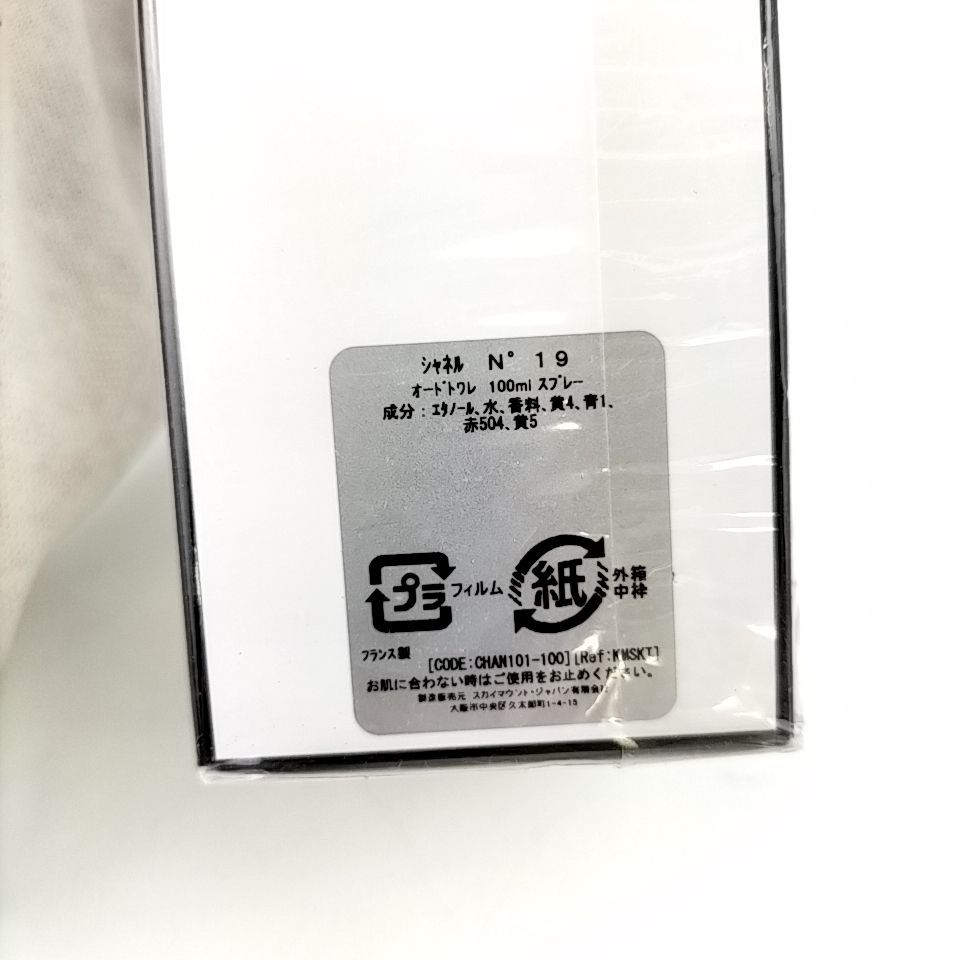 シャネル N° 19
オードトワレ 100ml スプレー
成分：エタノール、水、香料、黄4、青1、
赤504、黄5
プラ フィルム 紙 外箱
中枠
フランス製 [CODE:CHAN101-100][Ref:KMSKT]
お肌に合わない時はご使用をお止めください。
製造販売元 スカイマウント・ジャパン有限会社
大阪市中央区久太郎町1-4-15